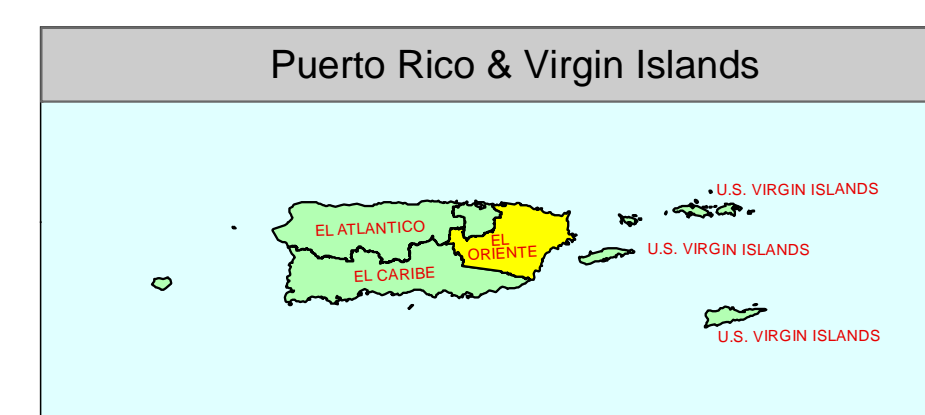 Puerto Rico & Virgin Islands
U.S. VIRGIN ISLANDS
EL ATLANTICO
EL
ORIENTE
U.S. VIRGIN ISLANDS
EL CARIBE
U.S. VIRGIN ISLANDS